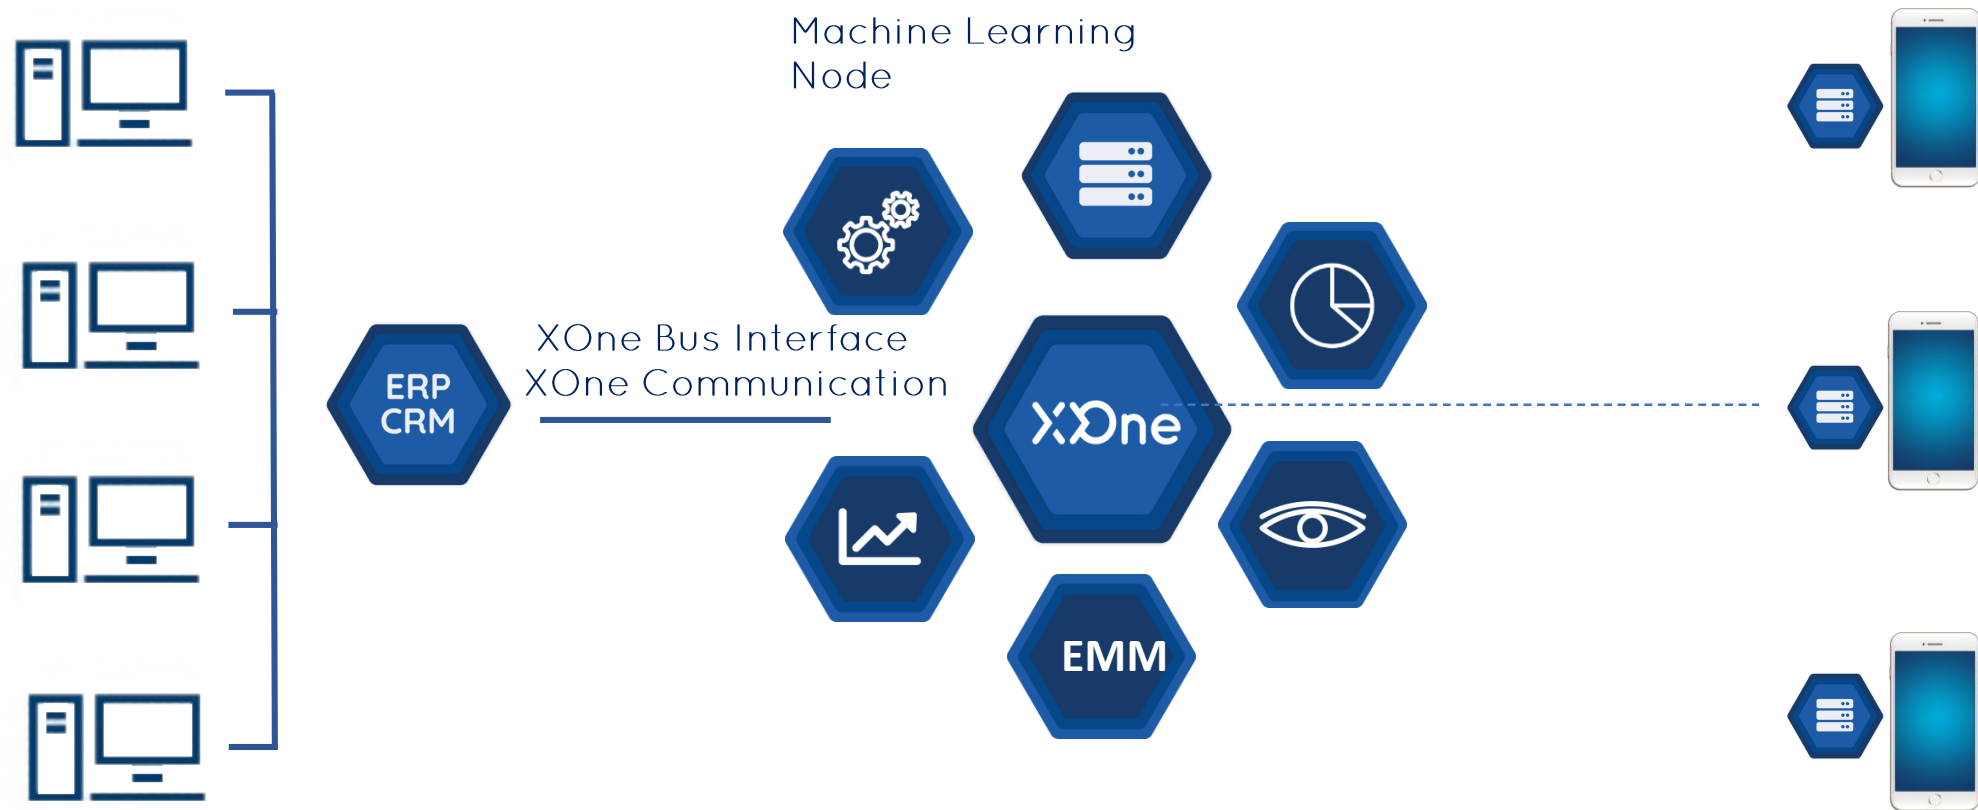 Machine Learning
Node
XOne Bus Interface
XOne Communication
ERP
CRM
XOne
EMM